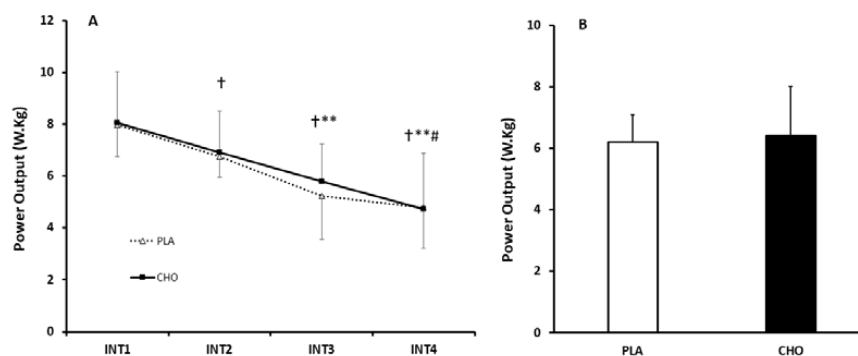 A
Power Output (W.Kg)
12
10
8
6
4
2
0
†
†**
†**#
PLA
CHO
INT1 INT2 INT3 INT4
B
Power Output (W.Kg)
10
8
6
4
2
0
PLA CHO